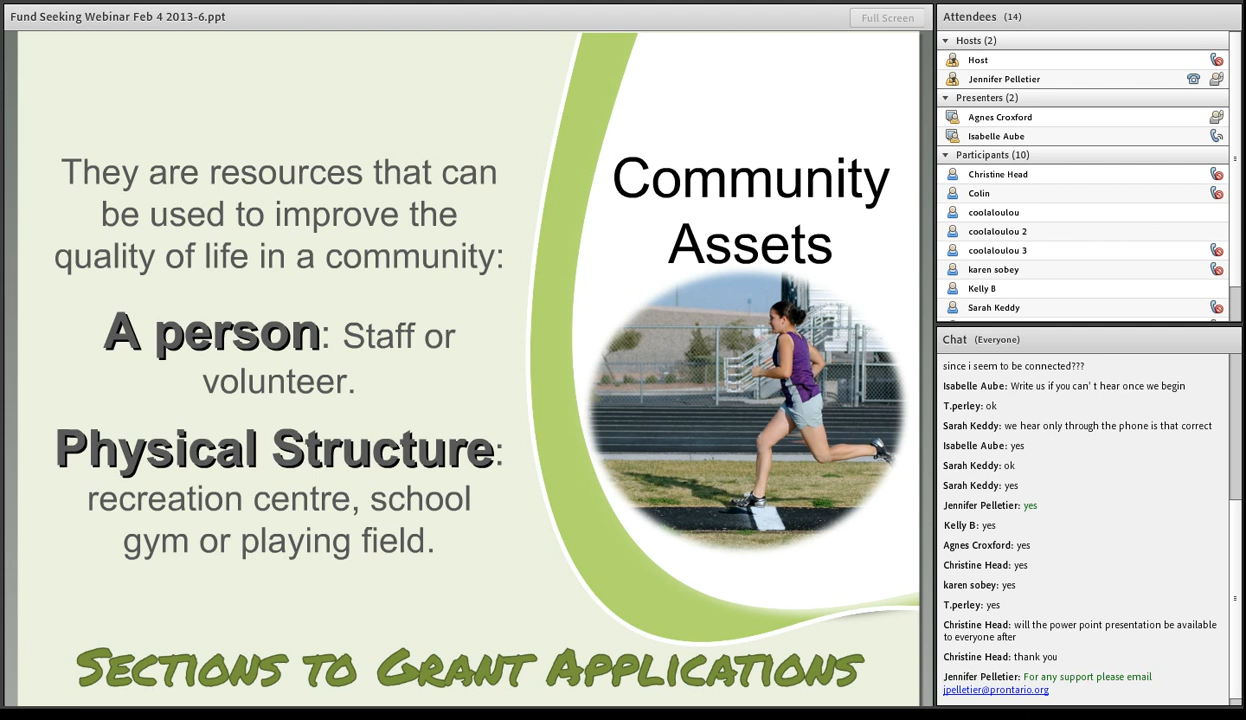 Fund Seeking Webinar Feb 4 2013-6.ppt
Full Screen
They are resources that can
be used to improve the
quality of life in a community:
A person: Staff or
volunteer.
Physical Structure:
recreation centre, school
gym or playing field.
Community
Assets
Sections to Grant Applications
Attendees (14)
Hosts (2)
Host
Jennifer Pelletier
Presenters (2)
Agnes Croxford
Isabelle Aube
Participants (10)
Christine Head
Colin
coolaloulou
coolaloulou 2
coolaloulou 3
karen sobey
Kelly B
Sarah Keddy
Chat (Everyone)
since i seem to be connected???
Isabelle Aube: Write us if you can' t hear once we begin
T.perley: ok
Sarah Keddy: we hear only through the phone is that correct
Isabelle Aube: yes
Sarah Keddy: ok
Sarah Keddy: yes
Jennifer Pelletier: yes
Kelly B: yes
Agnes Croxford: yes
Christine Head: yes
karen sobey: yes
T.perley: yes
Christine Head: will the power point presentation be available
to everyone after
Christine Head: thank you
Jennifer Pelletier: For any support please email
jpelletier@prontario.org